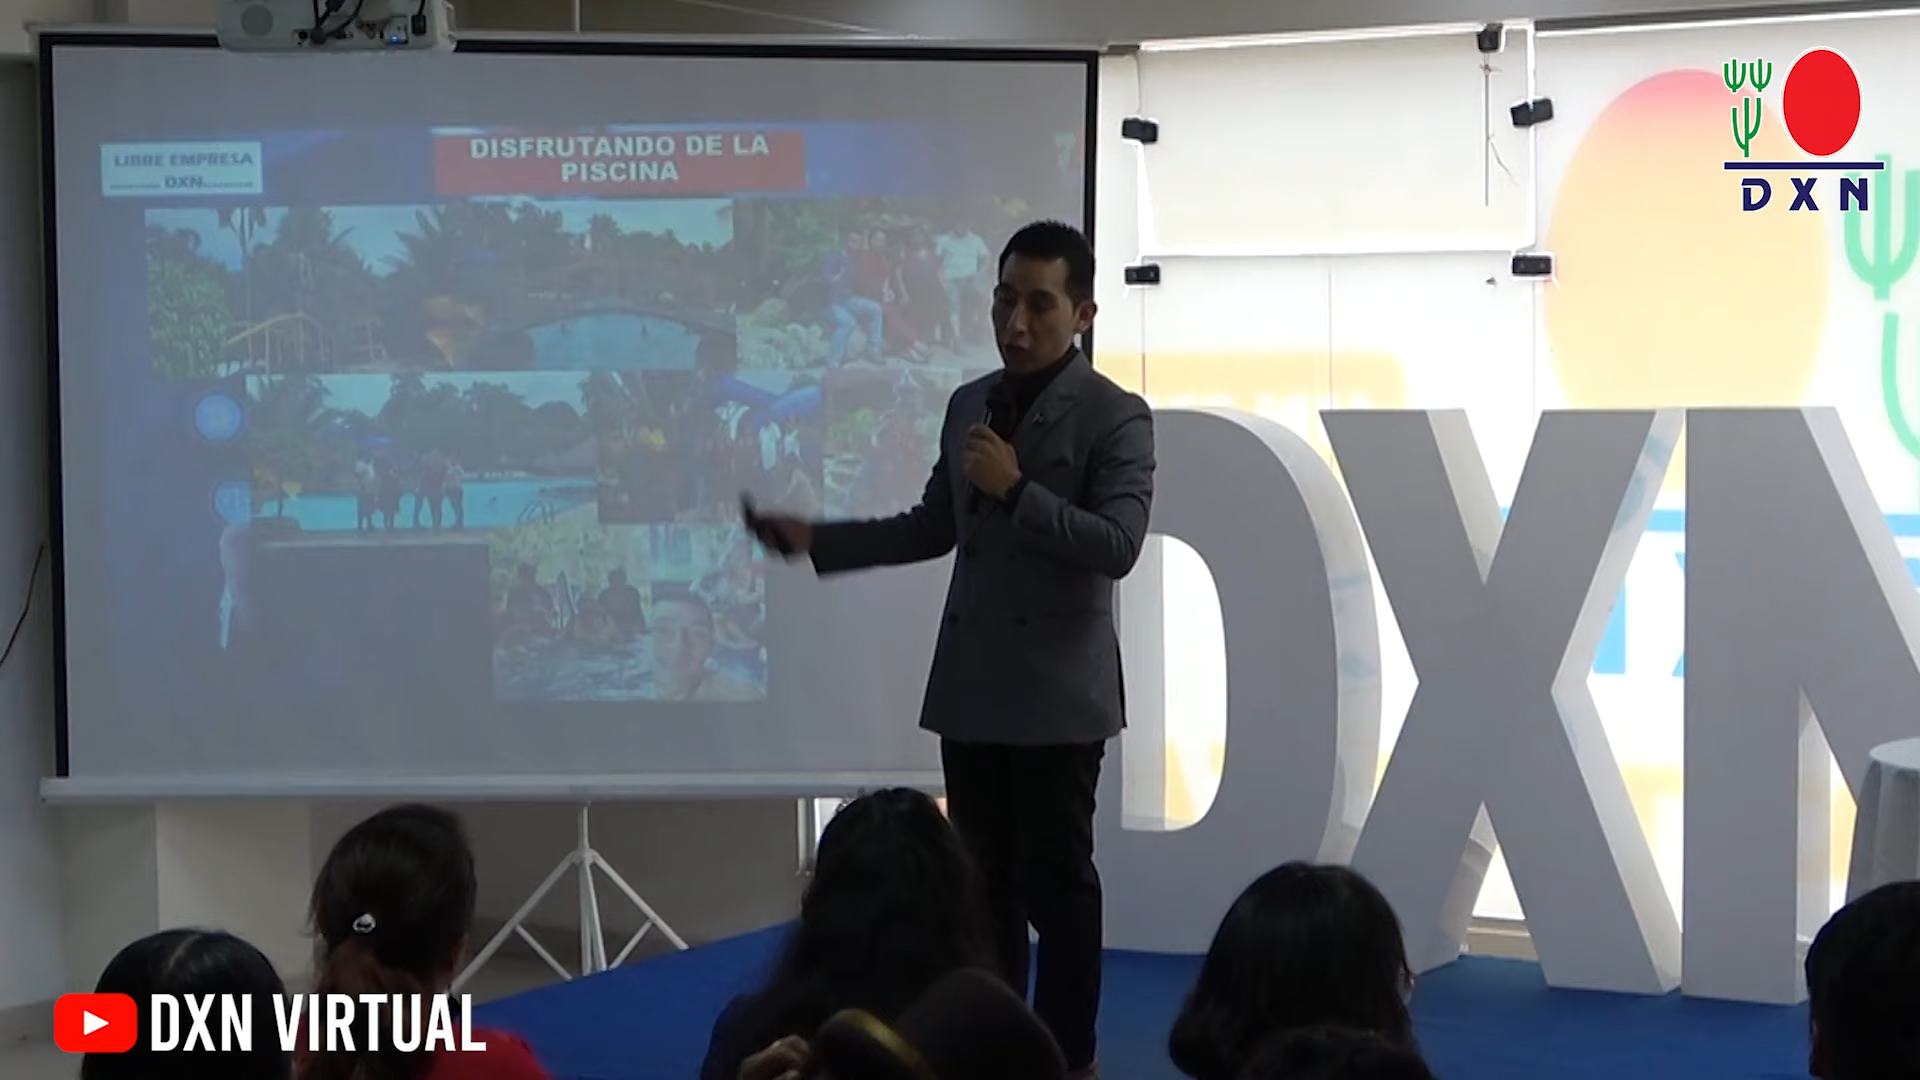 LIBRE EMPRESA
DXN
DISFRUTANDO DE LA
PISCINA
DXN
DXN
DXN VIRTUAL